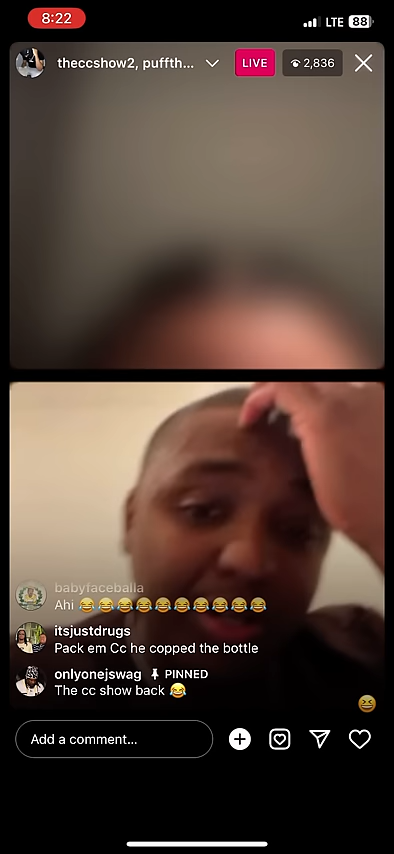 8:22
LTE 88
theccshow2, puffth... LIVE 2,836
babyfaceballa
Ahi 😂😂😂😂😂😂😂😂😂😂
itsjustdrugs
Pack em Cc he copped the bottle
onlyonejswag PINNED
The cc show back 😂
Add a comment...